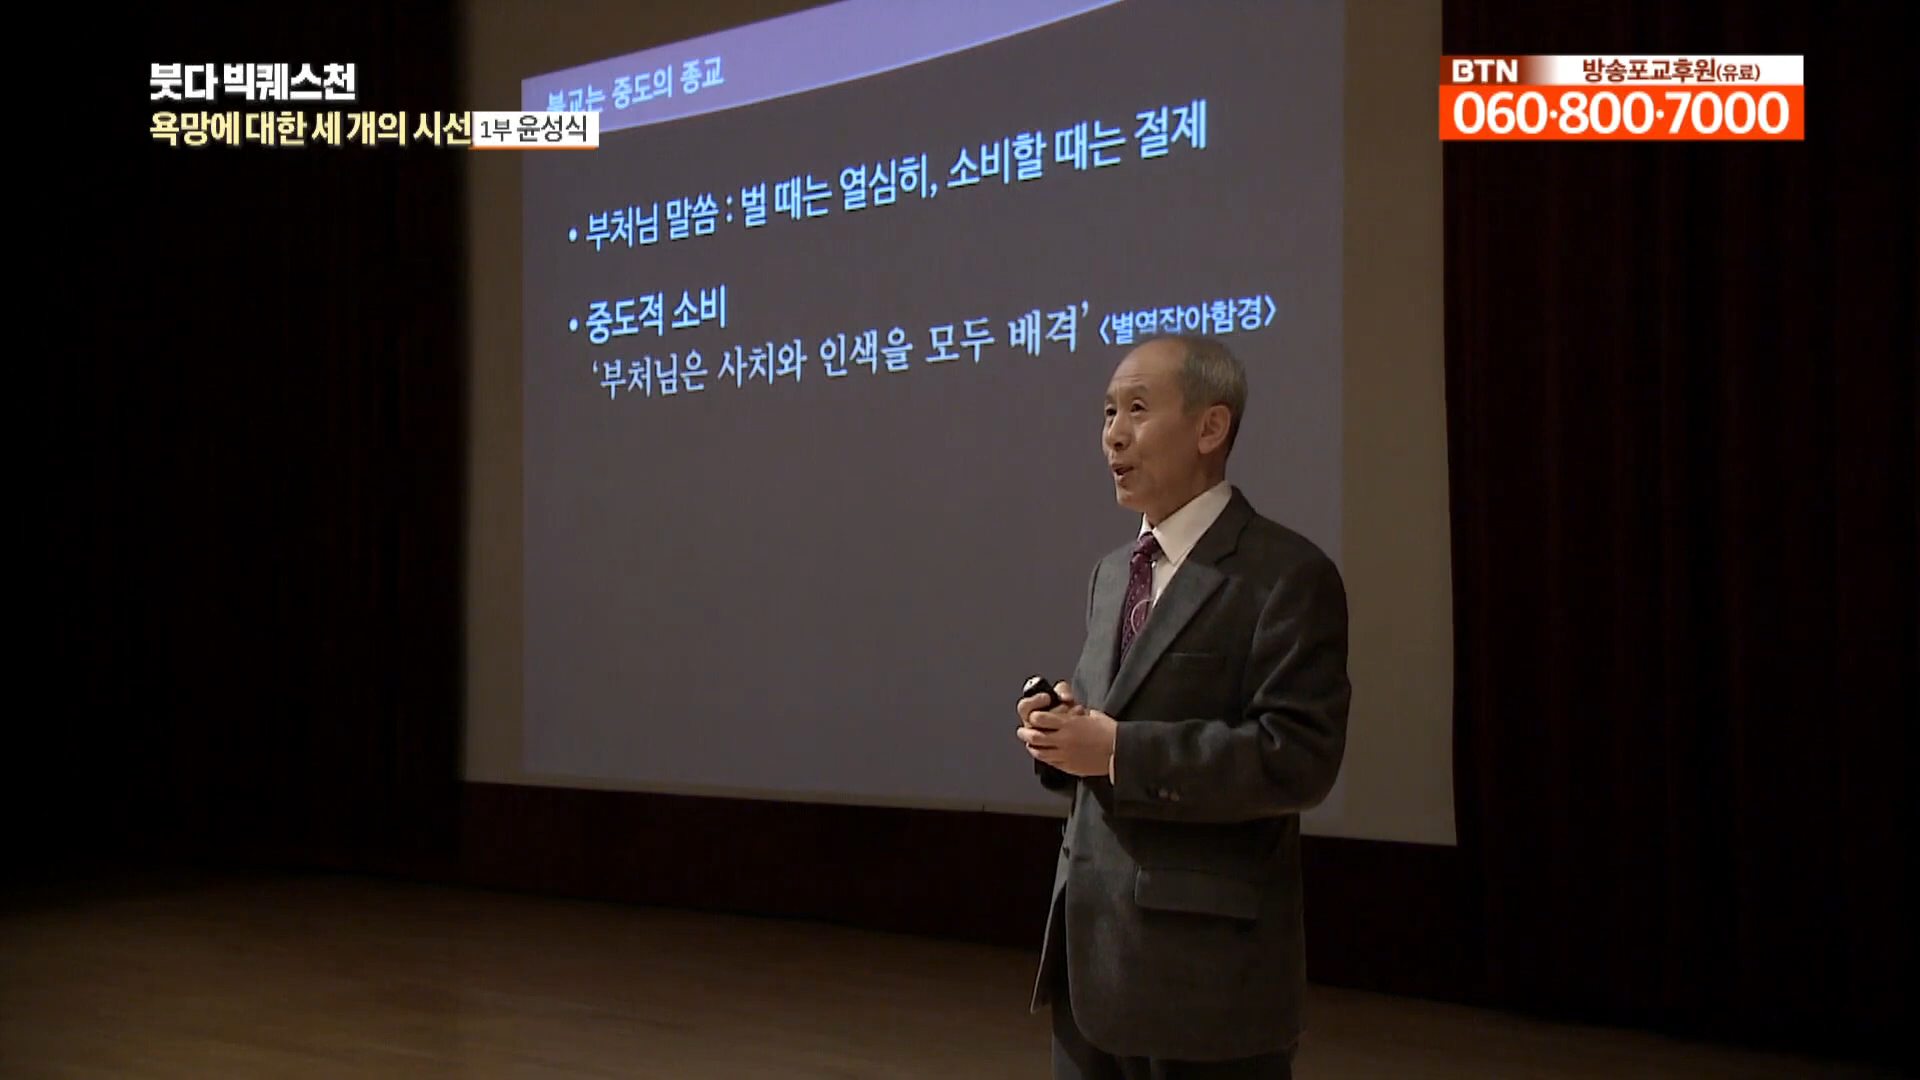 붓다 빅퀘스천
욕망에 대한 세 개의 시선 1부 윤성식
BTN 방송포교후원(유료)
060·800·7000
불교는 중도의 종교
• 부처님 말씀 : 벌 때는 열심히, 소비할 때는 절제
• 중도적 소비
‘부처님은 사치와 인색을 모두 배격’ <별역잡아함경>